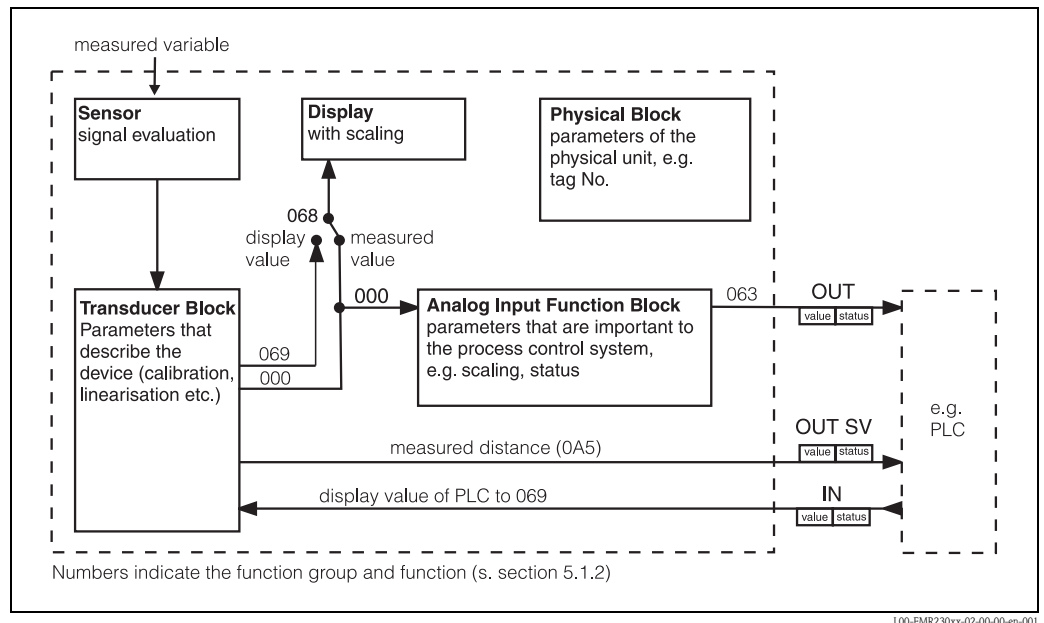 measured variable
Sensor
signal evaluation
Display
with scaling
Physical Block
parameters of the
physical unit, e.g.
tag No.
068
display
value
measured
value
Transducer Block
Parameters that
describe the
device (calibration,
linearisation etc.)
069
000
000
Analog Input Function Block
parameters that are important to
the process control system,
e.g. scaling, status
063
OUT
value status
e.g.
PLC
OUT SV
value status
measured distance (0A5)
IN
value status
display value of PLC to 069
Numbers indicate the function group and function (s. section 5.1.2)
L00-FMR230xx-02-00-00-en-001